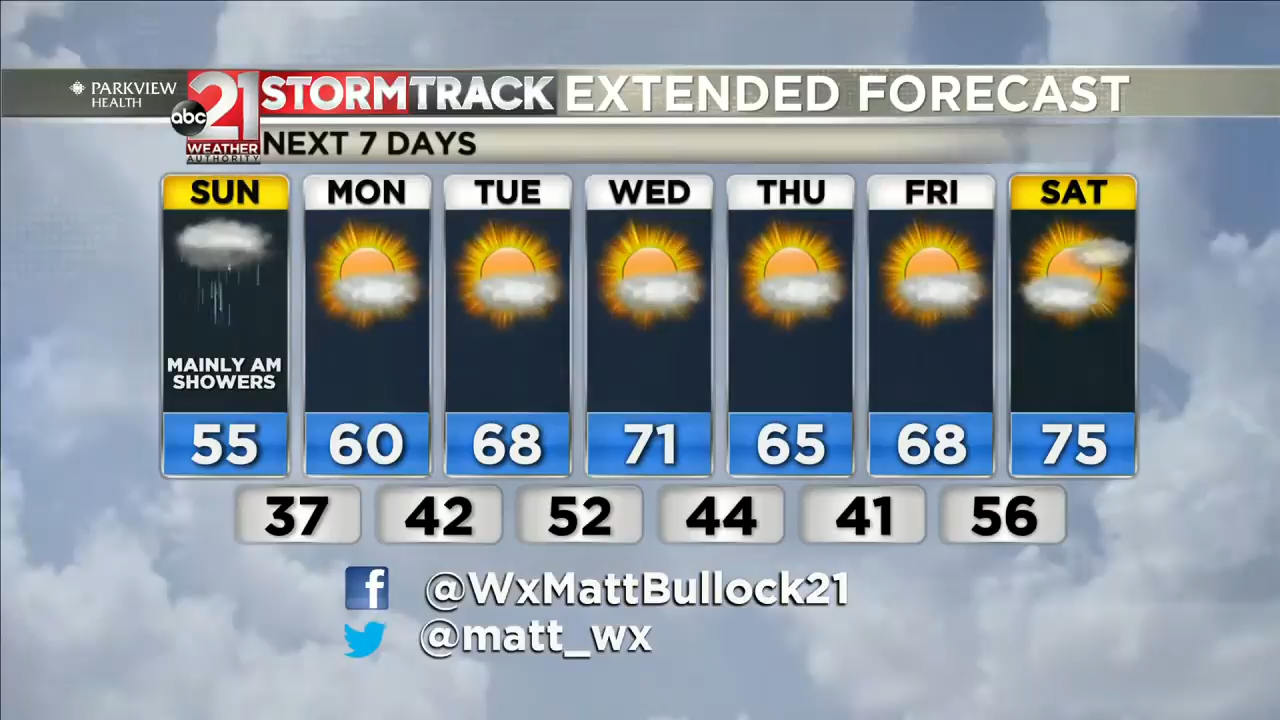 PARKVIEW
HEALTH
abc 21
WEATHER
AUTHORITY
STORMTRACK EXTENDED FORECAST
NEXT 7 DAYS
SUN MON TUE WED THU FRI SAT
MAINLY AM
SHOWERS
55 60 68 71 65 68 75
37 42 52 44 41 56
f @WxMattBullock21
@matt_wx